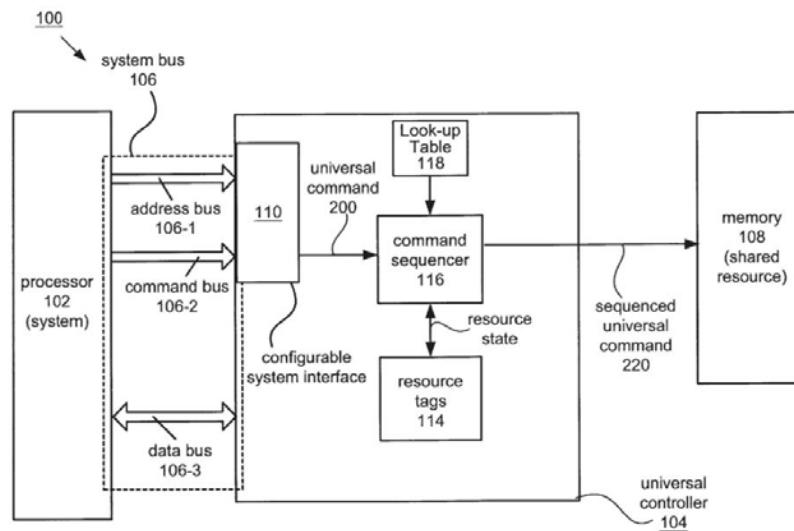 100
system bus
106
Look-up
Table
118
universal
command
200
110
address bus
106-1
command
sequencer
116
memory
108
(shared
resource)
processor
102
(system)
command bus
106-2
sequenced
universal
command
220
resource
state
configurable
system interface
resource
tags
114
data bus
106-3
universal
controller
104